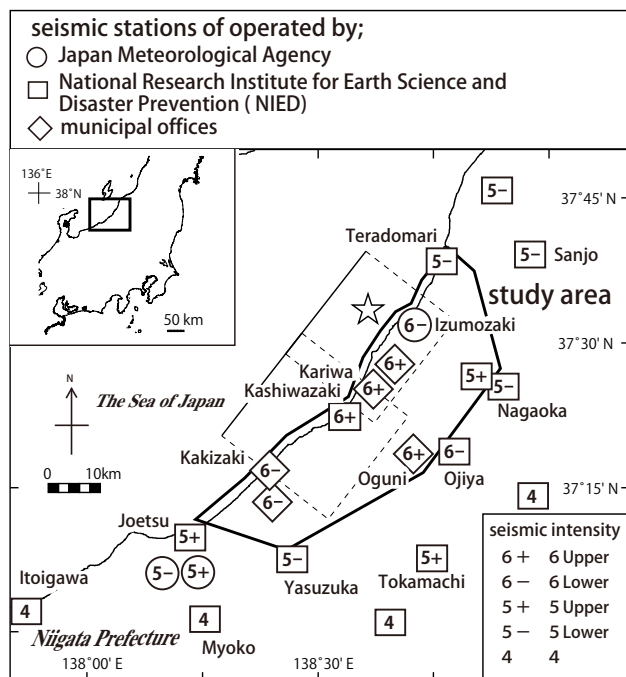 seismic stations of operated by;
Japan Meteorological Agency
National Research Institute for Earth Science and
Disaster Prevention ( NIED)
municipal offices
136˚E
38˚N
50 km
5−
37˚45' N
Teradomari
5−
5−
Sanjo
study area
6−
Izumozaki
37˚30' N
Kariwa
6+
Kashiwazaki
6+
5+
5−
Nagaoka
N
The Sea of Japan
6+
Kakizaki
6−
6+
6−
Oguni
Ojiya
0 10km
37˚15' N
6−
4
Joetsu
5+
5−
5+
5−
Yasuzuka
5+
Tokamachi
Itoigawa
4
4
Myoko
4
Niigata Prefecture
seismic intensity
6+ 6 Upper
6− 6 Lower
5+ 5 Upper
5− 5 Lower
4 4
138˚00' E
138˚30' E